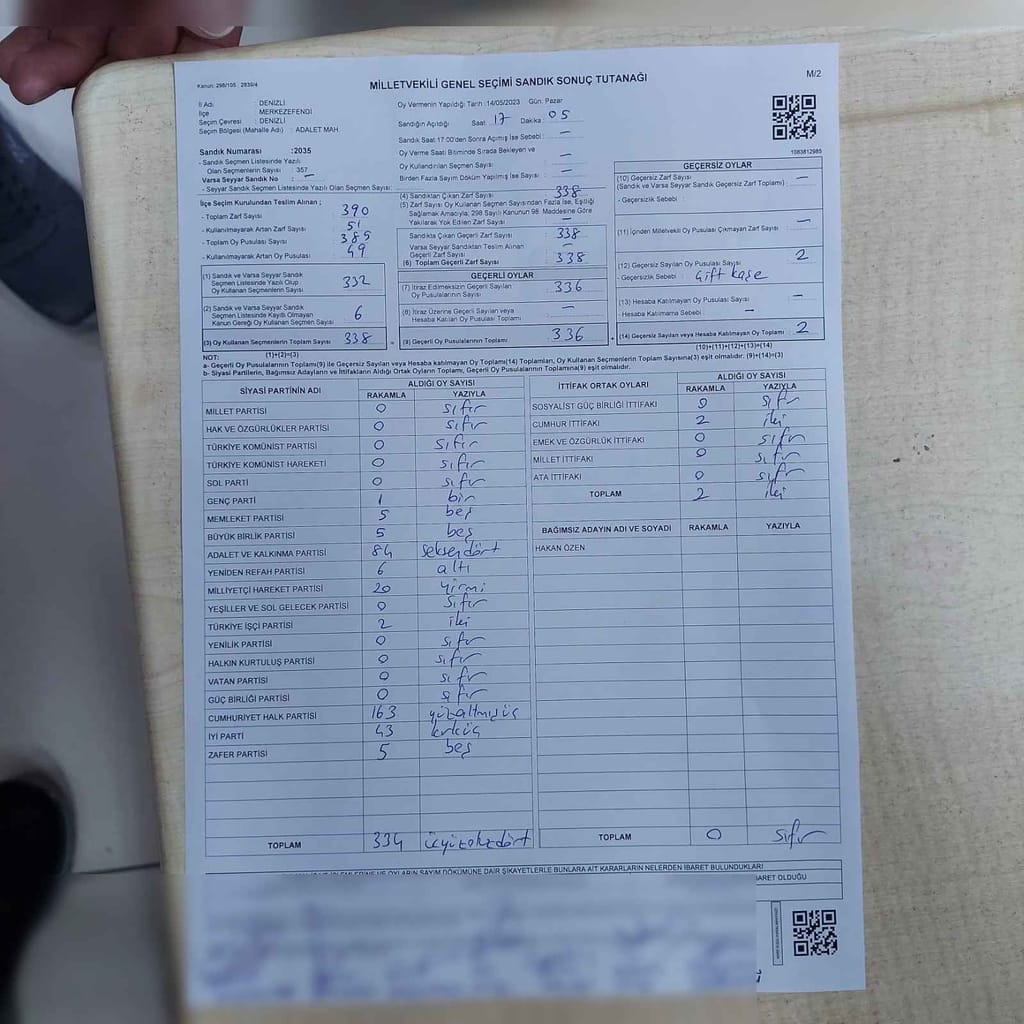 Kanun: 298/105 2839/4
MİLLETVEKİLİ GENEL SEÇİMİ SANDIK SONUÇ TUTANAĞI
M/2
İl Adı : DENİZLİ
İlçe MERKEZEFENDİ
Seçim Çevresi : DENİZLİ
Seçim Bölgesi (Mahalle Adı) : ADALET MAH.
Oy Vermenin Yapıldığı Tarih :14/05/2023 Gün: Pazar
Sandığın Açıldığı Saat: 17 Dakika : 05
Sandık Saat 17:00'den Sonra Açılmış İse Sebebi : –
Oy Verme Saati Bitiminde Sırada Bekleyen ve
Oy Kullandırılan Seçmen Sayısı –
Birden Fazla Sayım Döküm Yapılmış İse Sayısı : –
1083812985
Sandık Numarası :2035
- Sandık Seçmen Listesinde Yazılı
Olan Seçmenlerin Sayısı : 357
Varsa Seyyar Sandık No –
- Seyyar Sandık Seçmen Listesinde Yazılı Olan Seçmen Sayısı:
İlçe Seçim Kurulundan Teslim Alınan ;
- Toplam Zarf Sayısı : 390
- Kullanılmayarak Artan Zarf Sayısı : 51
- Toplam Oy Pusulası Sayısı : 385
- Kullanılmayarak Artan Oy Pusulası : 49
(1) Sandık ve Varsa Seyyar Sandık
Seçmen Listesinde Yazılı Olup
Oy Kullanan Seçmenlerin Sayısı : 332
(2) Sandık ve Varsa Seyyar Sandık
Seçmen Listesinde Kayıtlı Olmayan
Kanun Gereği Oy Kullanan Seçmen Sayısı : 6
(3) Oy Kullanan Seçmenlerin Toplam Sayısı : 338
(1)+(2)=(3)
(4) Sandıktan Çıkan Zarf Sayısı : 338
(5) Zarf Sayısı Oy Kullanan Seçmen Sayısından Fazla İse, Eşitliği
Sağlamak Amacıyla; 298 Sayılı Kanunun 98. Maddesine Göre
Yakılarak Yok Edilen Zarf Sayısı : –
Sandıkta Çıkan Geçerli Zarf Sayısı : 338
Varsa Seyyar Sandıktan Teslim Alınan
Geçerli Zarf Sayısı –
(6) Toplam Geçerli Zarf Sayısı : 338
GEÇERLİ OYLAR
(7) İtiraz Edilmeksizin Geçerli Sayılan
Oy Pusulalarının Sayısı : 336
(8) İtiraz Üzerine Geçerli Sayılan veya
Hesaba Katılan Oy Pusulaları Toplamı : –
(9) Geçerli Oy Pusulalarının Toplamı : 336
GEÇERSİZ OYLAR
(10) Geçersiz Zarf Sayısı : –
(Sandık ve Varsa Seyyar Sandık Geçersiz Zarf Toplamı)
- Geçersizlik Sebebi :
(11) İçinden Milletvekili Oy Pusulası Çıkmayan Zarf Sayısı : –
(12) Geçersiz Sayılan Oy Pusulası Sayısı : 2
- Geçersizlik Sebebi : Çift kaşe
(13) Hesaba Katılmayan Oy Pusulası Sayısı –
- Hesaba Katılmama Sebebi : –
(14) Geçersiz Sayılan veya Hesaba Katılmayan Oy Toplamı : 2
(10)+(11)+(12)+(13)=(14)
NOT:
a- Geçerli Oy Pusulalarının Toplamı(9) ile Geçersiz Sayılan veya Hesaba katılmayan Oy Toplamı(14) Toplamları, Oy Kullanan Seçmenlerin Toplam Sayısına(3) eşit olmalıdır. (9)+(14)=(3)
b- Siyasi Partilerin, Bağımsız Adayların ve İttifakların Aldığı Ortak Oyların Toplamı, Geçerli Oy Pusulalarının Toplamına(9) eşit olmalıdır.
SİYASİ PARTİNİN ADI ALDIĞI OY SAYISI
RAKAMLA YAZIYLA
MİLLET PARTİSİ 0 sıfır
HAK VE ÖZGÜRLÜKLER PARTİSİ 0 sıfır
TÜRKİYE KOMÜNİST PARTİSİ 0 sıfır
TÜRKİYE KOMÜNİST HAREKETİ 0 sıfır
SOL PARTİ 0 sıfır
GENÇ PARTİ 1 bir
MEMLEKET PARTİSİ 5 beş
BÜYÜK BİRLİK PARTİSİ 5 beş
ADALET VE KALKINMA PARTİSİ 84 seksendört
YENİDEN REFAH PARTİSİ 6 altı
MİLLİYETÇİ HAREKET PARTİSİ 20 yirmi
YEŞİLLER VE SOL GELECEK PARTİSİ 0 sıfır
TÜRKİYE İŞÇİ PARTİSİ 2 iki
YENİLİK PARTİSİ 0 sıfır
HALKIN KURTULUŞ PARTİSİ 0 sıfır
VATAN PARTİSİ 0 sıfır
GÜÇ BİRLİĞİ PARTİSİ 0 sıfır
CUMHURİYET HALK PARTİSİ 163 yüzaltmışüç
İYİ PARTİ 43 kırküç
ZAFER PARTİSİ 5 beş
TOPLAM 334 üçyüzotuzdört
İTTİFAK ORTAK OYLARI ALDIĞI OY SAYISI
RAKAMLA YAZIYLA
SOSYALİST GÜÇ BİRLİĞİ İTTİFAKI 0 sıfır
CUMHUR İTTİFAKI 2 iki
EMEK VE ÖZGÜRLÜK İTTİFAKI 0 sıfır
MİLLET İTTİFAKI 0 sıfır
ATA İTTİFAKI 0 sıfır
TOPLAM 2 iki
BAĞIMSIZ ADAYIN ADI VE SOYADI RAKAMLA YAZIYLA
HAKAN ÖZEN
TOPLAM 0 sıfır
İŞLEMLERİNE VE OYLARIN SAYIM DÖKÜMÜNE DAİR ŞİKAYETLERLE BUNLARA AİT KARARLARIN NELERDEN İBARET BULUNDUKLARI
BARET OLDUĞU